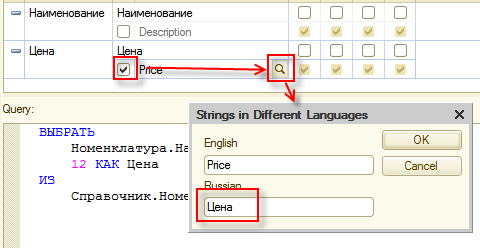 Наименование Наименование
Description
Цена Цена
Price
Query:
ВЫБРАТЬ
Номенклатура.На
12 КАК Цена
ИЗ
Справочник.Номе
Strings in Different Languages
English
OK
Price
Cancel
Russian
Цена